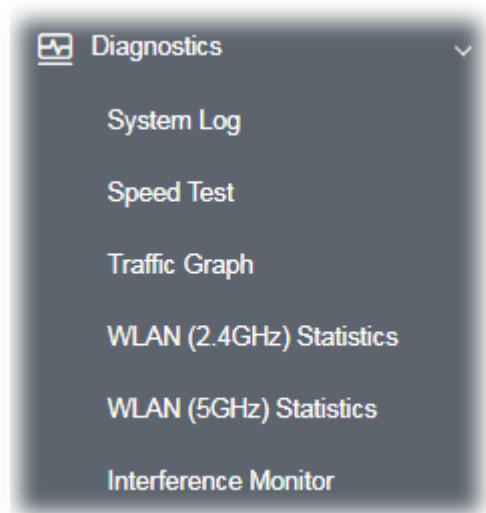 Diagnostics
System Log
Speed Test
Traffic Graph
WLAN (2.4GHz) Statistics
WLAN (5GHz) Statistics
Interference Monitor